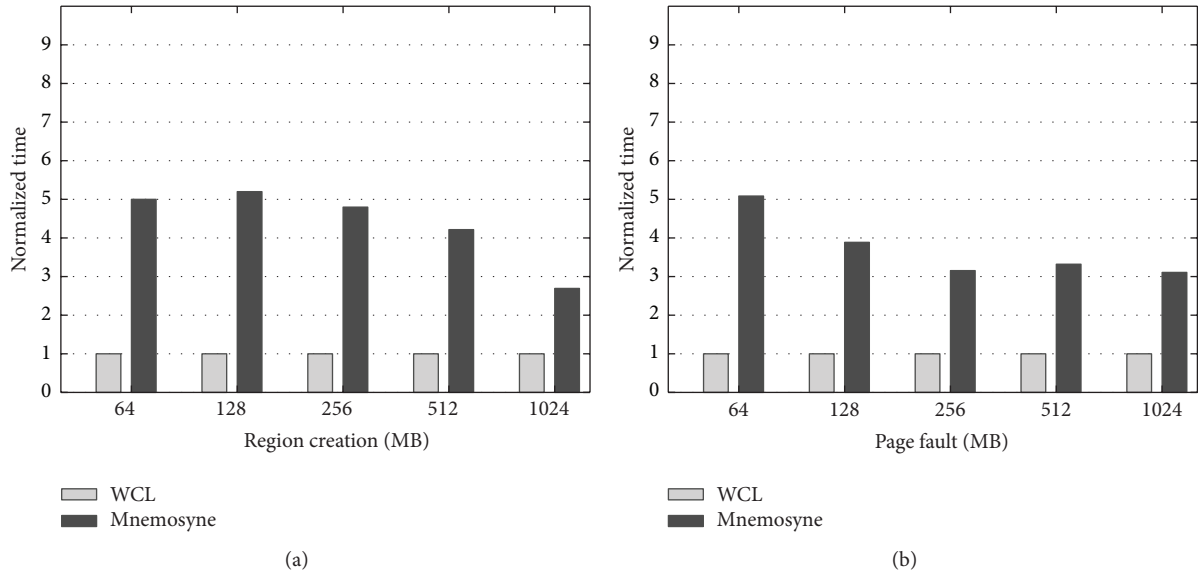 9
8
7
6
5
4
3
2
1
0
Normalized time
64 128 256 512 1024
Region creation (MB)
WCL
Mnemosyne
(a)
9
8
7
6
5
4
3
2
1
0
Normalized time
64 128 256 512 1024
Page fault (MB)
WCL
Mnemosyne
(b)